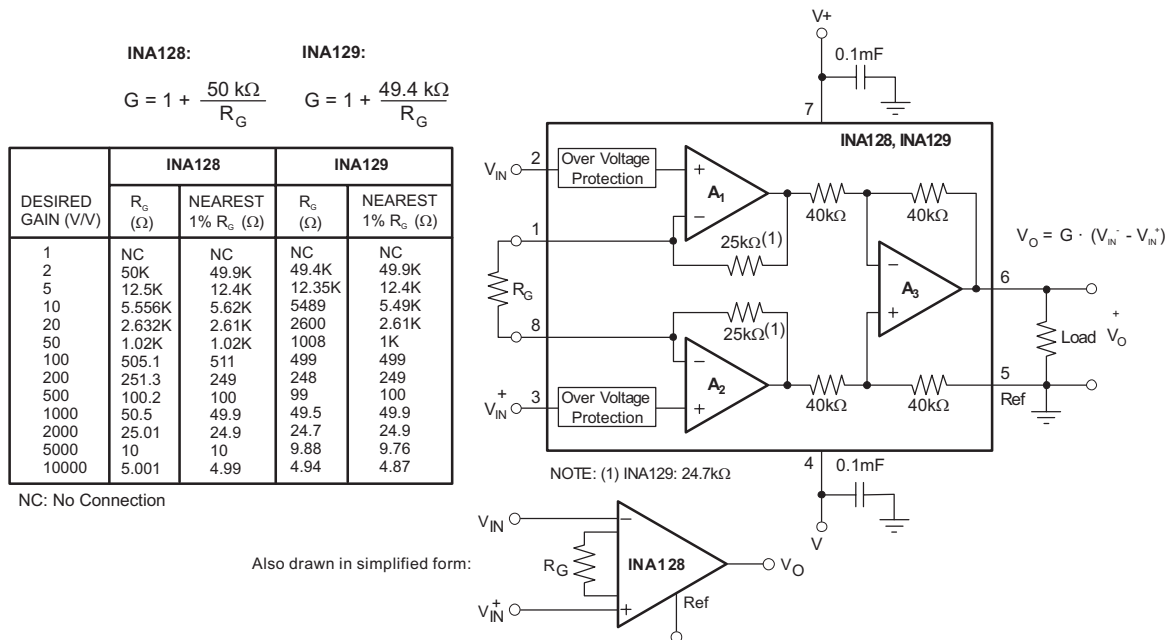 INA128:
INA129:
G = 1 + 50 kΩ / R_G
G = 1 + 49.4 kΩ / R_G
INA128 INA129
DESIRED GAIN (V/V) R_G (Ω) NEAREST 1% R_G (Ω) R_G (Ω) NEAREST 1% R_G (Ω)
1 NC NC NC NC
2 50K 49.9K 49.4K 49.9K
5 12.5K 12.4K 12.35K 12.4K
10 5.556K 5.62K 5489 5.49K
20 2.632K 2.61K 2600 2.61K
50 1.02K 1.02K 1008 1K
100 505.1 511 499 499
200 251.3 249 248 249
500 100.2 100 99 100
1000 50.5 49.9 49.5 49.9
2000 25.01 24.9 24.7 24.9
5000 10 10 9.88 9.76
10000 5.001 4.99 4.94 4.87
NC: No Connection
V+
0.1mF
7
INA128, INA129
V_IN 2
Over Voltage
Protection
+
A1
−
40kΩ 40kΩ
1
25kΩ(1)
R_G
8
25kΩ(1)
−
A3
+
6
V_O = G · (V_IN^- - V_IN^+)
Load
+
V_O
−
A2
+
V_IN^+ 3
Over Voltage
Protection
40kΩ 40kΩ
5
Ref
4
0.1mF
V
NOTE: (1) INA129: 24.7kΩ
Also drawn in simplified form:
V_IN
−
R_G
INA128
V_O
V_IN^+
+
Ref